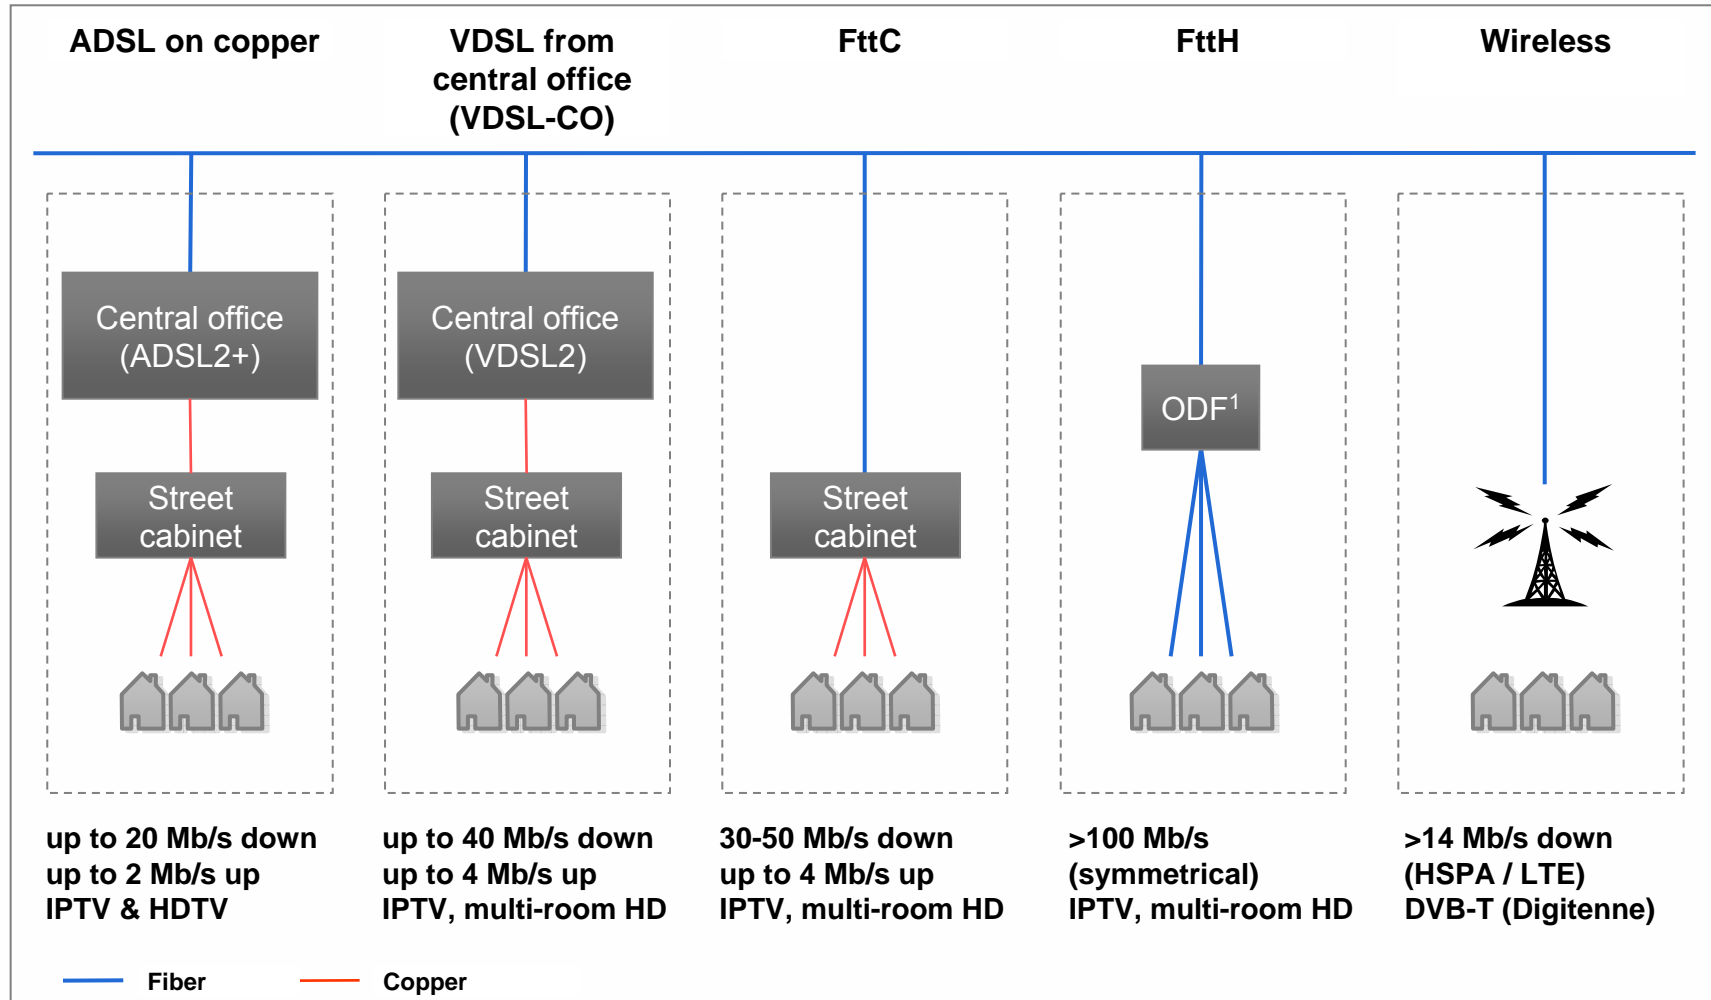 ADSL on copper
VDSL from
central office
(VDSL-CO)
FttC
FttH
Wireless
Central office
(ADSL2+)
Central office
(VDSL2)
ODF¹
Street
cabinet
Street
cabinet
Street
cabinet
up to 20 Mb/s down
up to 2 Mb/s up
IPTV & HDTV
up to 40 Mb/s down
up to 4 Mb/s up
IPTV, multi-room HD
30-50 Mb/s down
up to 4 Mb/s up
IPTV, multi-room HD
>100 Mb/s
(symmetrical)
IPTV, multi-room HD
>14 Mb/s down
(HSPA / LTE)
DVB-T (Digitenne)
Fiber
Copper